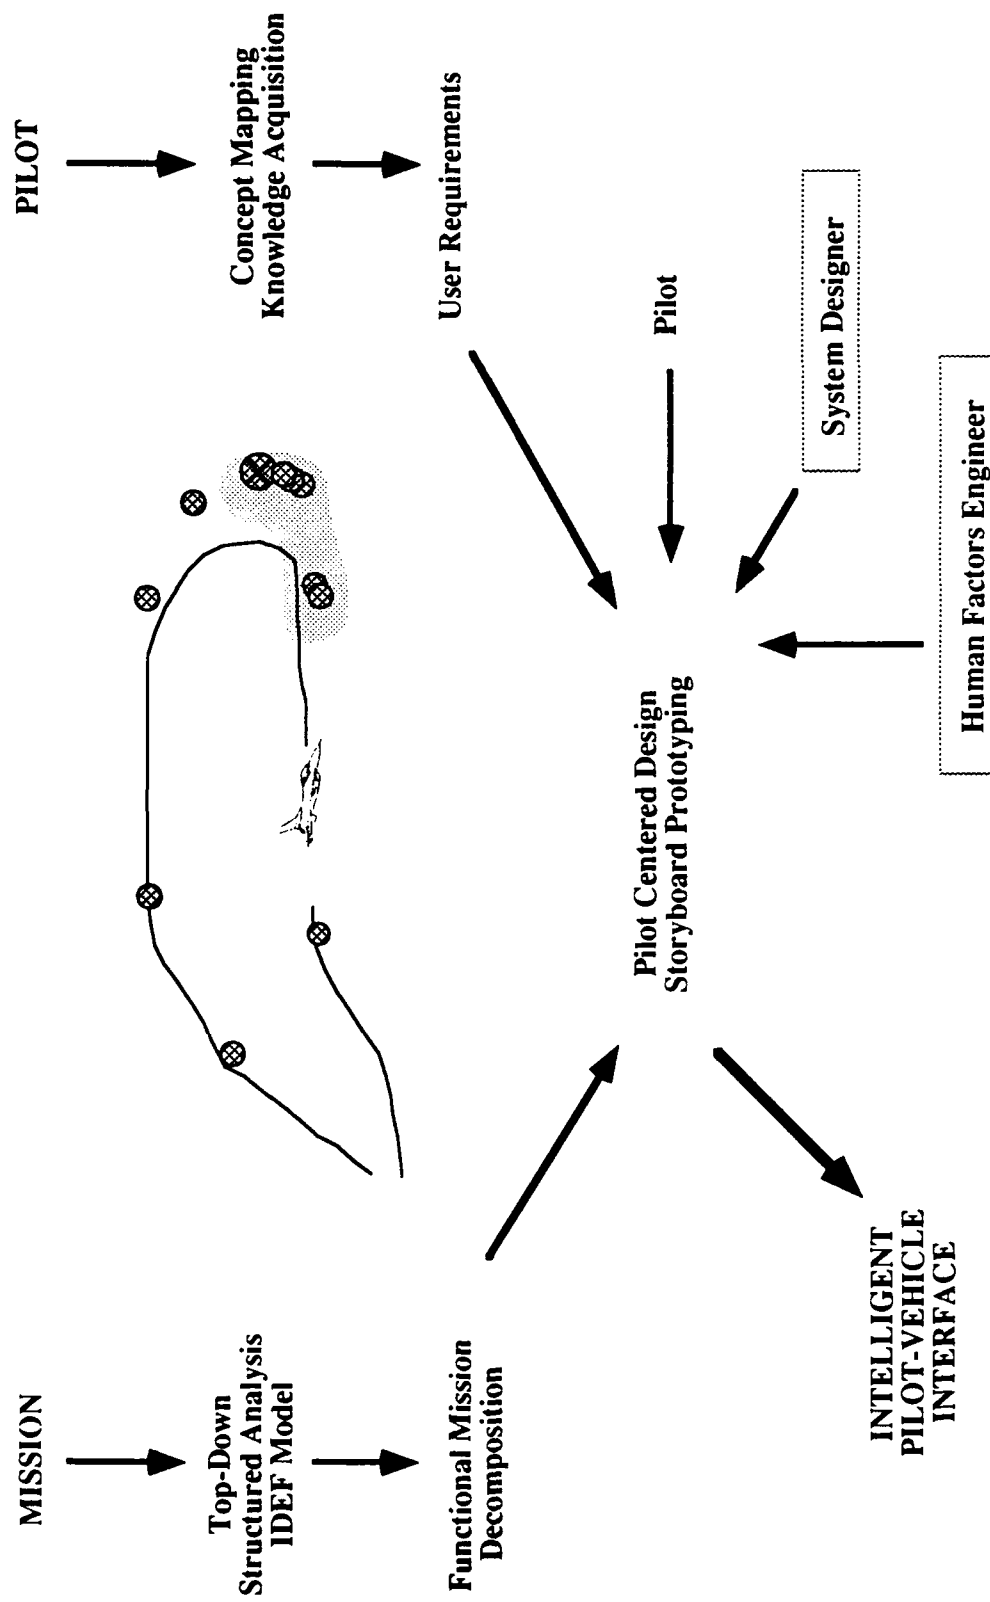 MISSION
PILOT
Top-Down
Structured Analysis
IDEF Model
Concept Mapping
Knowledge Acquisition
Functional Mission
Decomposition
User Requirements
Pilot Centered Design
Storyboard Prototyping
Pilot
System Designer
Human Factors Engineer
INTELLIGENT
PILOT-VEHICLE
INTERFACE